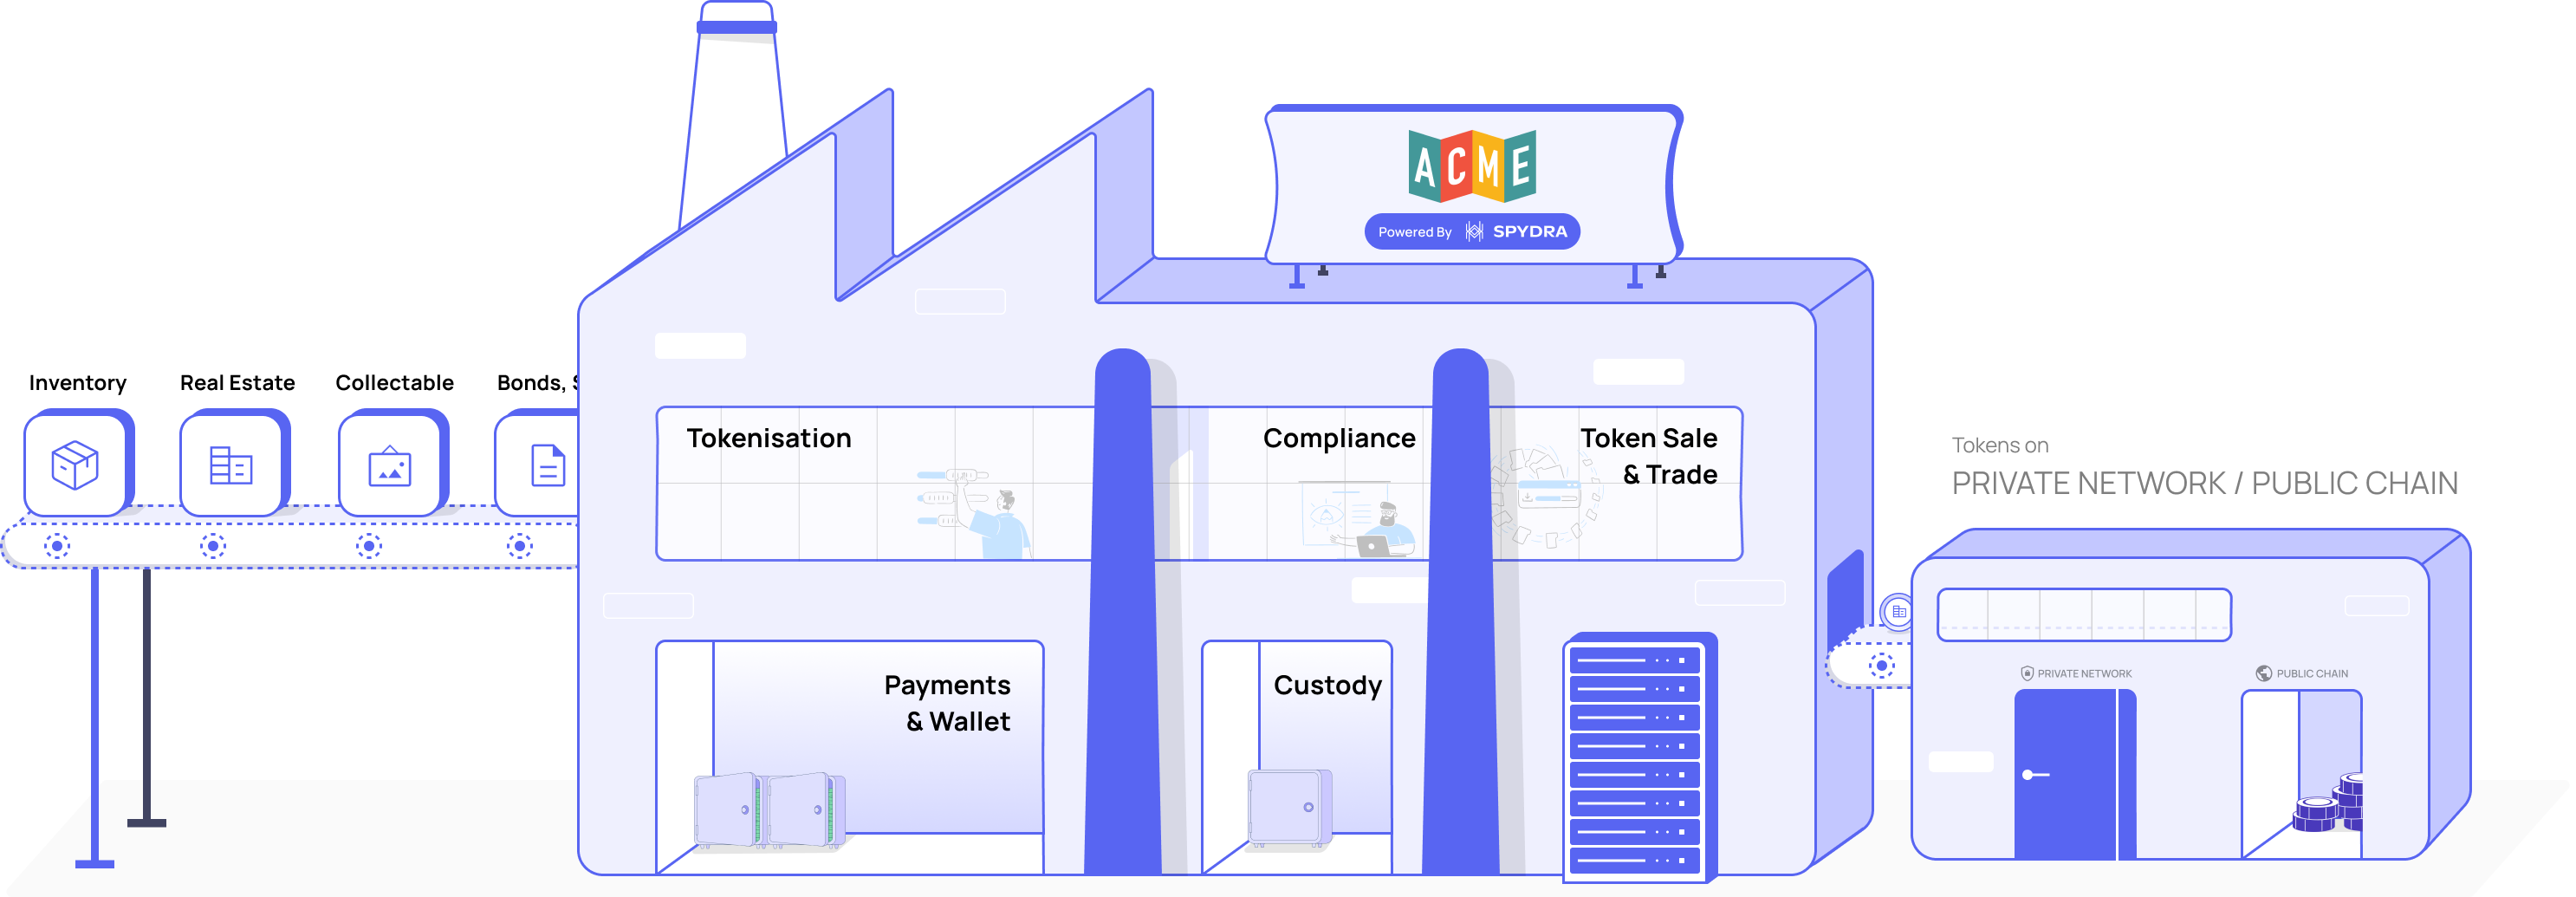 ACME
Powered By SPYDRA
Inventory
Real Estate
Collectable
Bonds,
Tokenisation
Compliance
Token Sale
& Trade
Tokens on
PRIVATE NETWORK / PUBLIC CHAIN
Payments
& Wallet
Custody
PRIVATE NETWORK
PUBLIC CHAIN